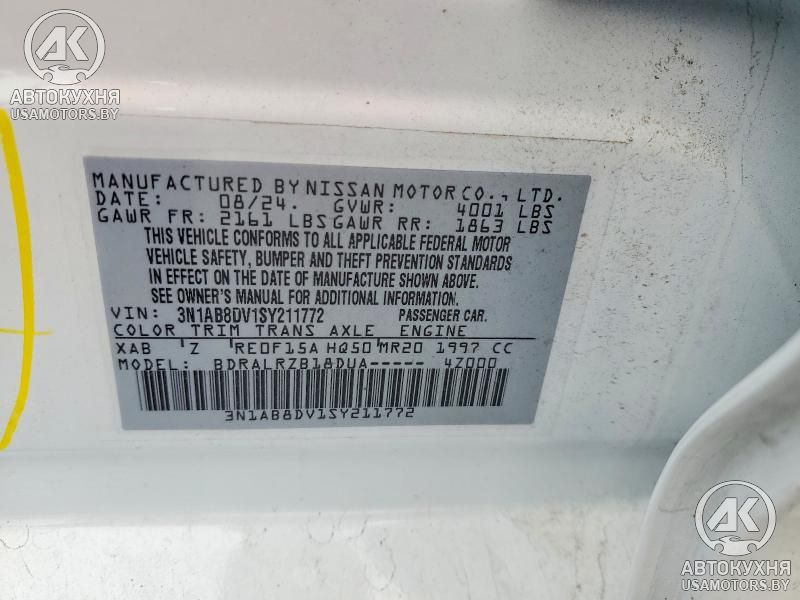 AK
АВТОКУХНЯ
USAMOTORS.BY
MANUFACTURED BY NISSAN MOTOR CO., LTD.
DATE: 08/24. GVWR: 4001 LBS
GAWR FR: 2161 LBS GAWR RR: 1863 LBS
THIS VEHICLE CONFORMS TO ALL APPLICABLE FEDERAL MOTOR
VEHICLE SAFETY, BUMPER AND THEFT PREVENTION STANDARDS
IN EFFECT ON THE DATE OF MANUFACTURE SHOWN ABOVE.
SEE OWNER'S MANUAL FOR ADDITIONAL INFORMATION.
VIN: 3N1AB8DV1SY211772 PASSENGER CAR.
COLOR TRIM TRANS AXLE ENGINE
XAB Z RE0F15A HQ50 MR20 1997 CC
MODEL: BDRALRZB18DUA----- 4Z000
3N1AB8DV1SY211772
AK
АВТОКУХНЯ
USAMOTORS.BY